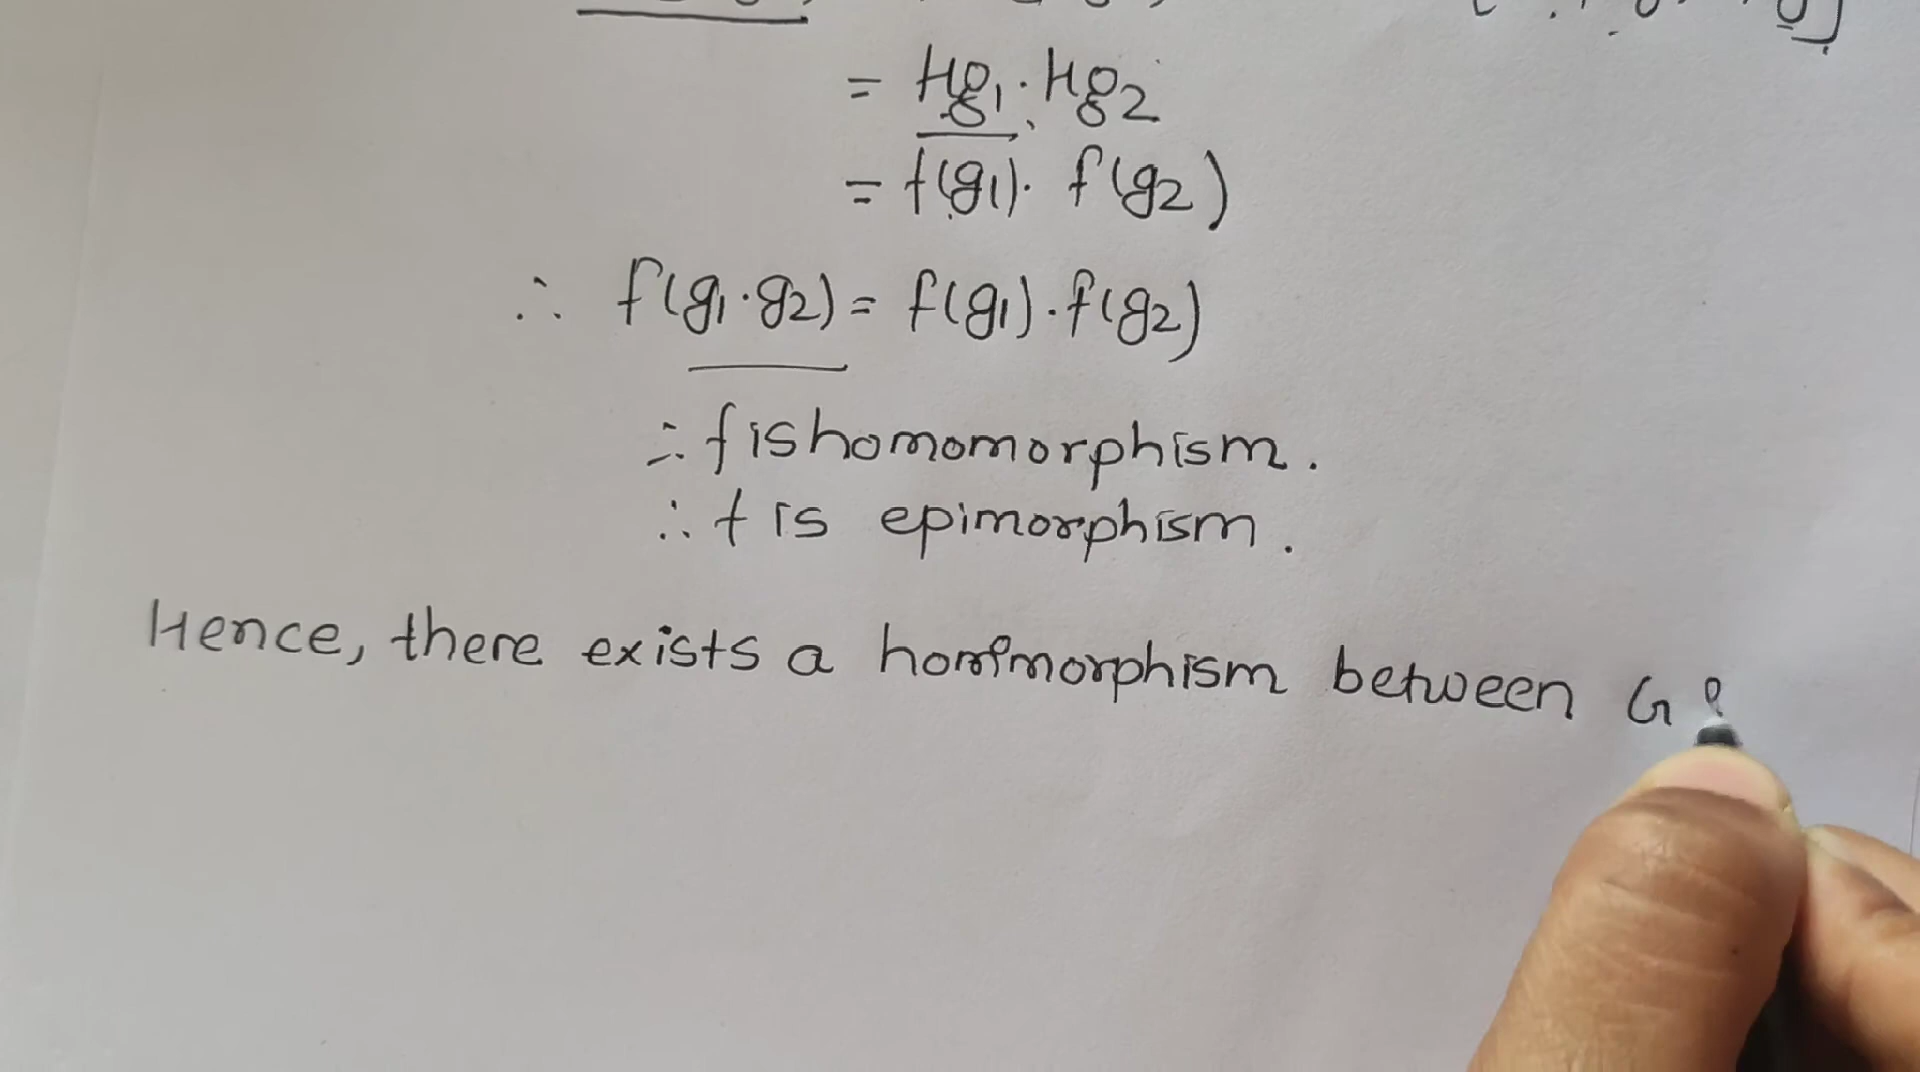 = Hg₁·Hg₂
= f(g₁)· f(g₂)
∴ f(g₁·g₂) = f(g₁)·f(g₂)
∴ f is homomorphism.
∴ f is epimorphism.
Hence, there exists a homomorphism between G